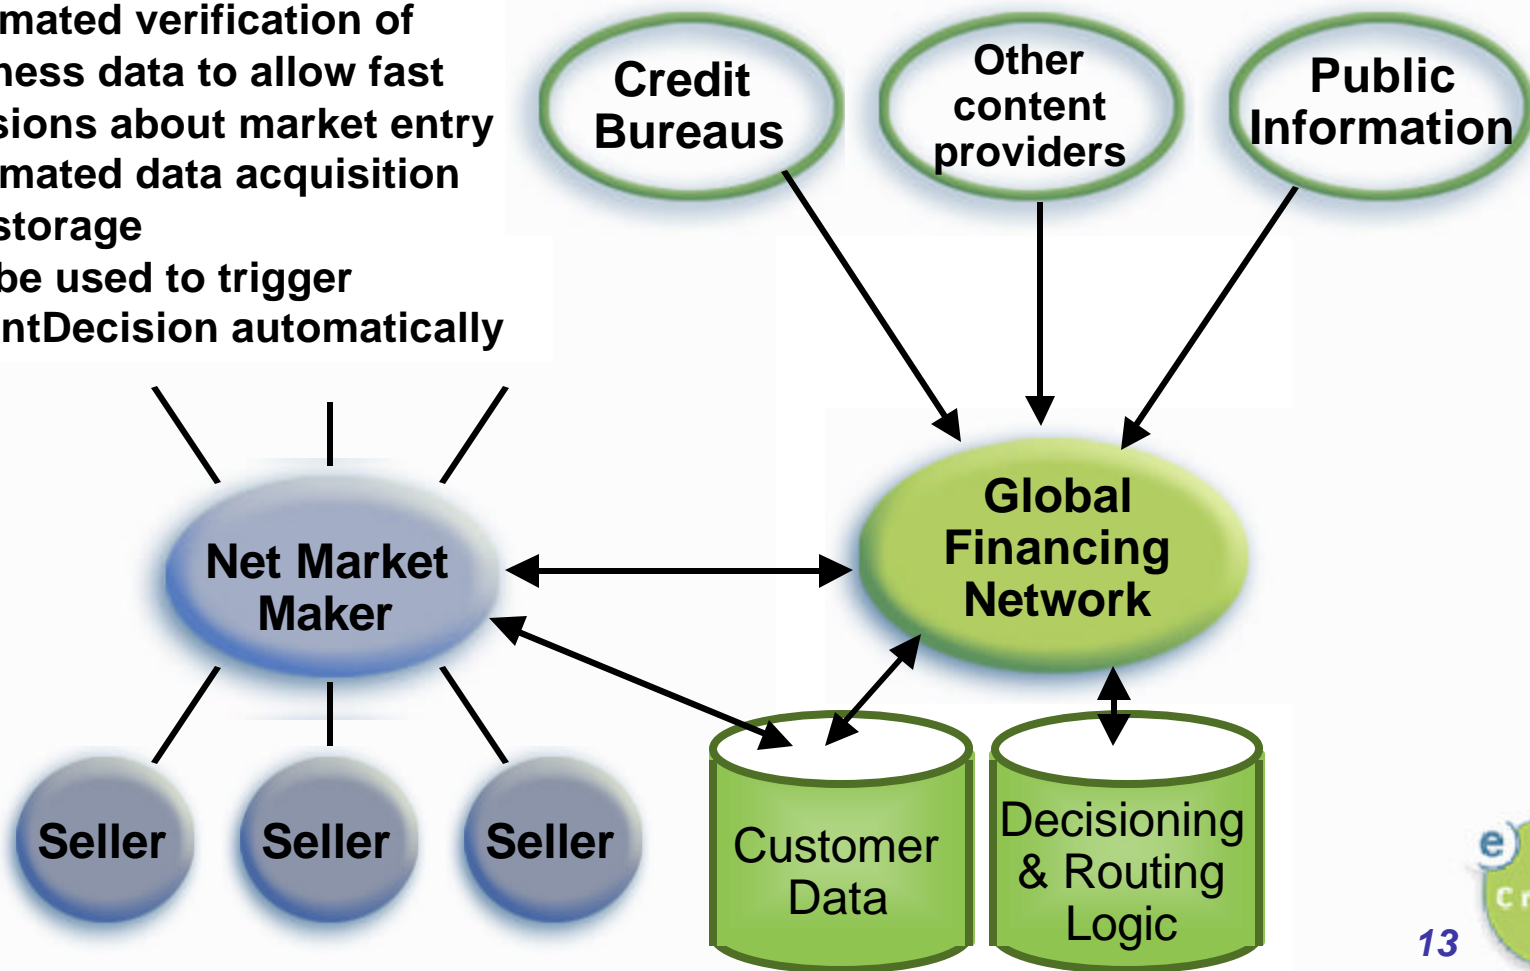 mated verification of
ness data to allow fast
sions about market entry
mated data acquisition
storage
be used to trigger
ntDecision automatically
Credit
Bureaus
Other
content
providers
Public
Information
Net Market
Maker
Global
Financing
Network
Seller
Seller
Seller
Customer
Data
Decisioning
& Routing
Logic
e
C r
13